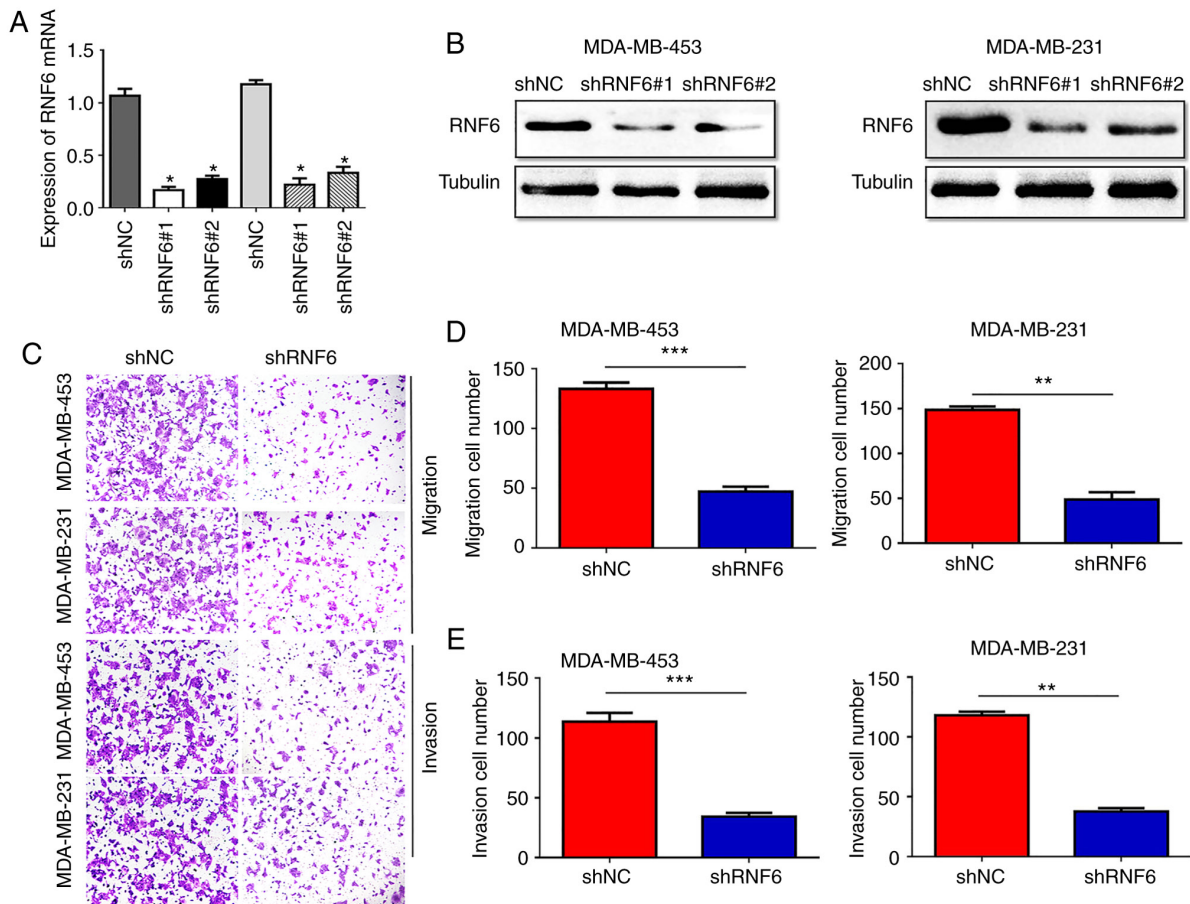 A
Expression of RNF6 mRNA
1.5
1.0
0.5
0.0
*
*
*
*
shNC
shRNF6#1
shRNF6#2
shNC
shRNF6#1
shRNF6#2
B
MDA-MB-453
shNC shRNF6#1 shRNF6#2
RNF6
Tubulin
MDA-MB-231
shNC shRNF6#1 shRNF6#2
RNF6
Tubulin
C
shNC shRNF6
MDA-MB-453
MDA-MB-231
Migration
MDA-MB-453
MDA-MB-231
Invasion
D
MDA-MB-453
Migration cell number
150
100
50
0
***
shNC shRNF6
MDA-MB-231
Migration cell number
200
150
100
50
0
**
shNC shRNF6
E
MDA-MB-453
Invasion cell number
150
100
50
0
***
shNC shRNF6
MDA-MB-231
Invasion cell number
150
100
50
0
**
shNC shRNF6